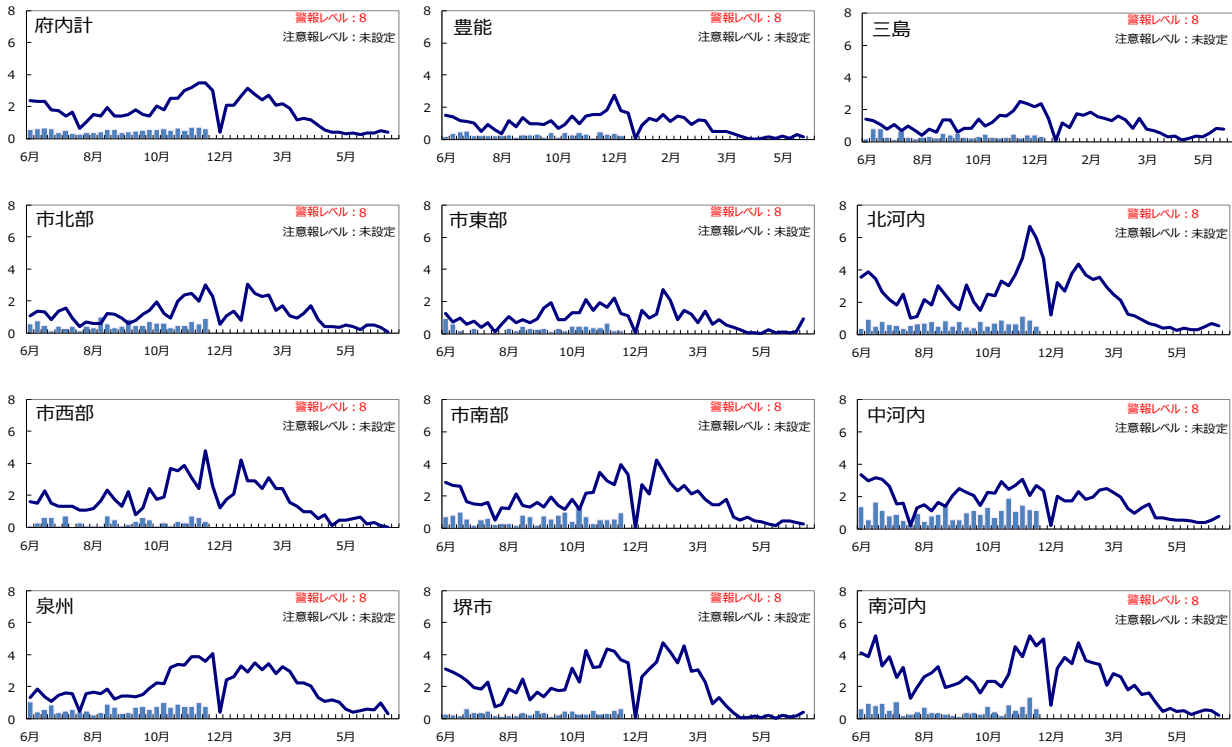 府内計
警報レベル：8
注意報レベル：未設定
8
6
4
2
0
6月 8月 10月 12月 3月 5月
豊能
警報レベル：8
注意報レベル：未設定
8
6
4
2
0
6月 8月 10月 12月 3月 5月
三島
警報レベル：8
注意報レベル：未設定
8
6
4
2
0
6月 8月 10月 12月 2月 5月
市北部
警報レベル：8
注意報レベル：未設定
8
6
4
2
0
6月 8月 10月 12月 3月 5月
市東部
警報レベル：8
注意報レベル：未設定
8
6
4
2
0
6月 8月 10月 12月 3月 5月
北河内
警報レベル：8
注意報レベル：未設定
8
6
4
2
0
6月 8月 10月 12月 3月 5月
市西部
警報レベル：8
注意報レベル：未設定
8
6
4
2
0
6月 8月 10月 12月 3月 5月
市南部
警報レベル：8
注意報レベル：未設定
8
6
4
2
0
6月 8月 10月 12月 3月 5月
中河内
警報レベル：8
注意報レベル：未設定
8
6
4
2
0
6月 8月 10月 12月 3月 5月
泉州
警報レベル：8
注意報レベル：未設定
8
6
4
2
0
6月 8月 10月 12月 3月 5月
堺市
警報レベル：8
注意報レベル：未設定
8
6
4
2
0
6月 8月 10月 12月 3月 5月
南河内
警報レベル：8
注意報レベル：未設定
8
6
4
2
0
6月 8月 10月 12月 3月 5月